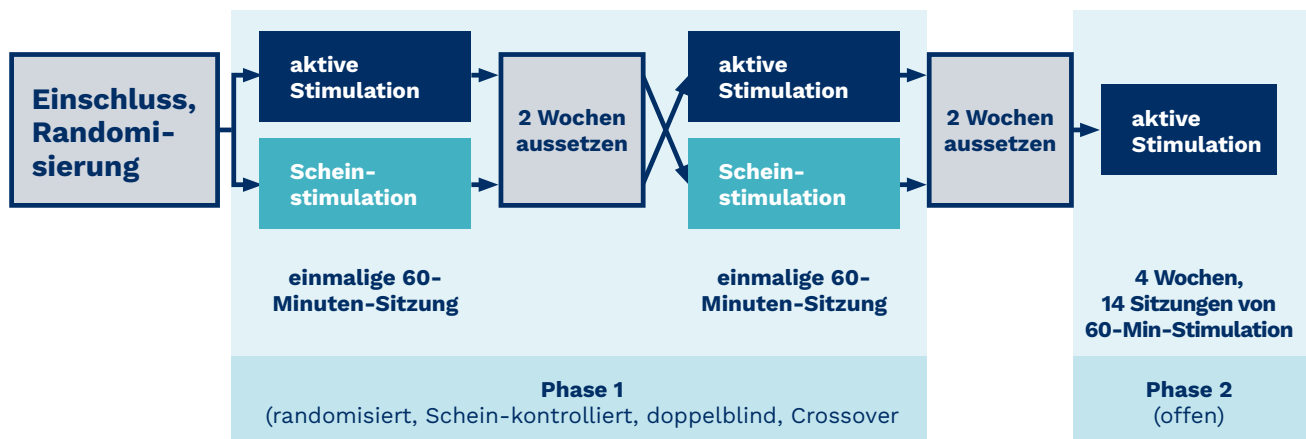 Einschluss,
Randomi-
sierung
aktive
Stimulation
Schein-
stimulation
2 Wochen
aussetzen
aktive
Stimulation
Schein-
stimulation
2 Wochen
aussetzen
aktive
Stimulation
einmalige 60-
Minuten-Sitzung
einmalige 60-
Minuten-Sitzung
4 Wochen,
14 Sitzungen von
60-Min-Stimulation
Phase 1
(randomisiert, Schein-kontrolliert, doppelblind, Crossover
Phase 2
(offen)